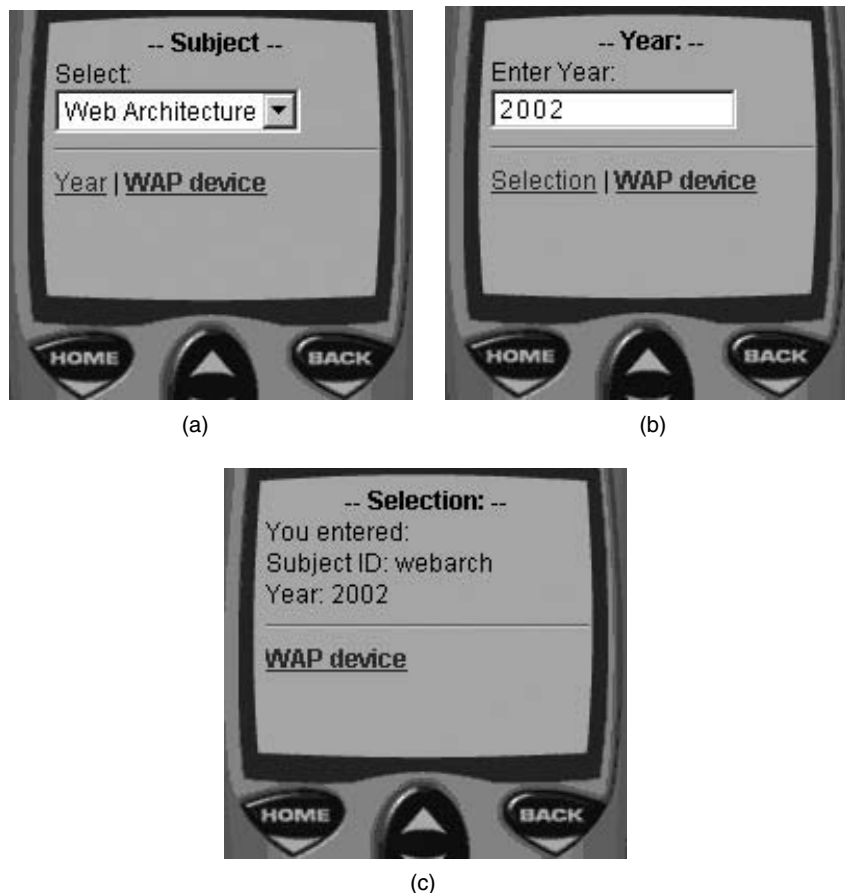 -- Subject --
Select:
Web Architecture
Year | WAP device
HOME
BACK
(a)
-- Year: --
Enter Year:
2002
Selection | WAP device
HOME
BACK
(b)
-- Selection: --
You entered:
Subject ID: webarch
Year: 2002
WAP device
HOME
BACK
(c)